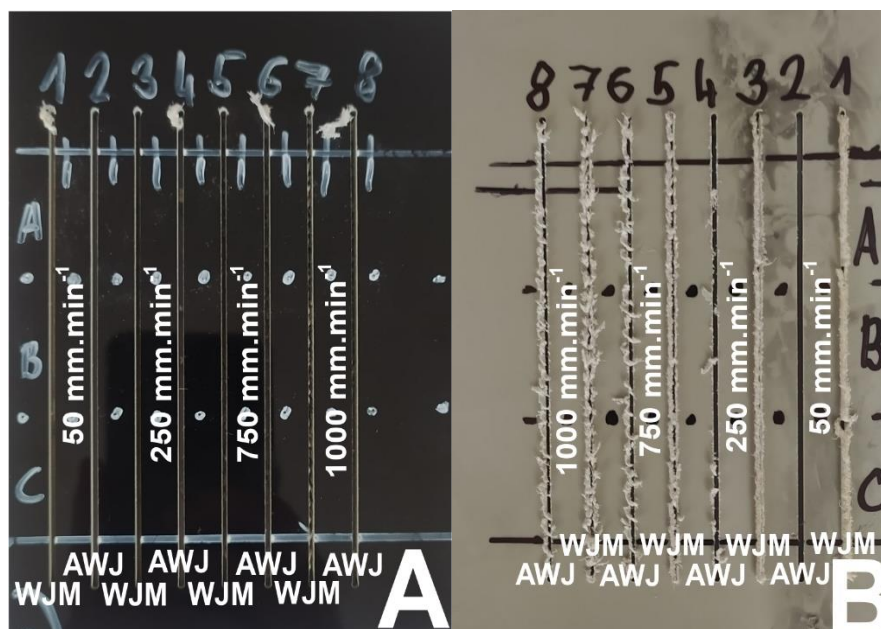 1 2 3 4 5 6 7 8
A
B
C
50 mm.min⁻¹
250 mm.min⁻¹
750 mm.min⁻¹
1000 mm.min⁻¹
AWJ AWJ AWJ AWJ
WJM WJM WJM WJM
A
8 7 6 5 4 3 2 1
A
B
C
1000 mm.min⁻¹
750 mm.min⁻¹
250 mm.min⁻¹
50 mm.min⁻¹
WJM WJM WJM WJM
AWJ AWJ AWJ AWJ
B